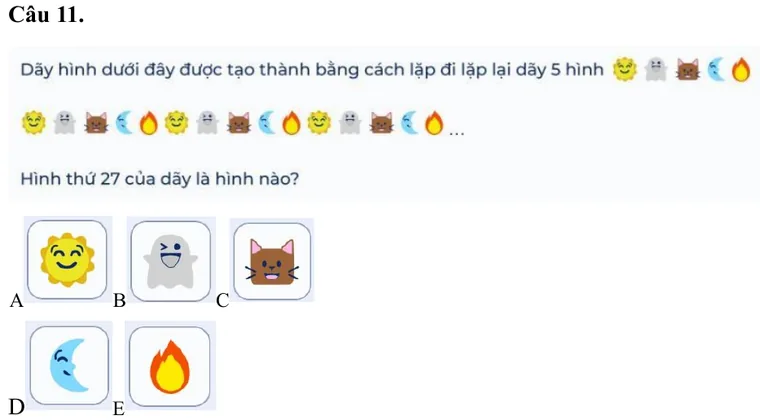 Câu 11.
Dãy hình dưới đây được tạo thành bằng cách lặp đi lặp lại dãy 5 hình
...
Hình thứ 27 của dãy là hình nào?
A B C
D E